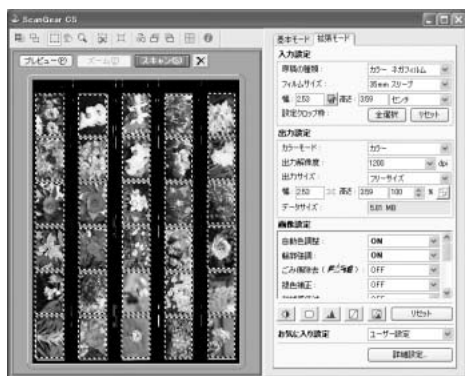 ScanGear CS
プレビュー(P)
ズーム(Z)
スキャン(S)
基本モード
拡張モード
入力設定
原稿の種類:
カラー ネガフィルム
フィルムサイズ:
35mm スリーブ
幅: 2.53 高さ: 3.59 センチ
設定クロップ枠:
全選択
リセット
出力設定
カラーモード:
カラー
出力解像度:
1200 dpi
出力サイズ:
フリーサイズ
幅: 2.53 高さ: 3.59 100 %
データサイズ:
5.81 MB
画像設定
自動色調整: ON
輪郭強調: ON
ごみ傷除去 OFF
褪色補正: OFF
OFF
リセット
お気に入り設定
ユーザー設定
詳細設定...